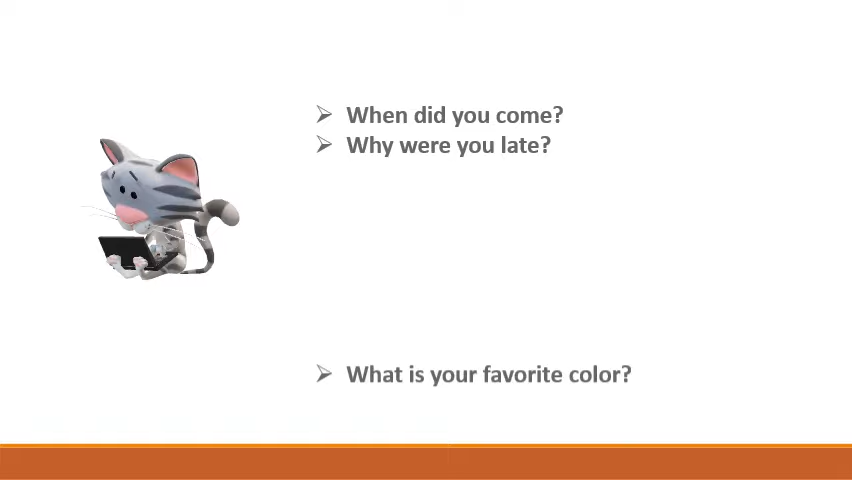 ➢ When did you come?
➢ Why were you late?
➢ What is your favorite color?